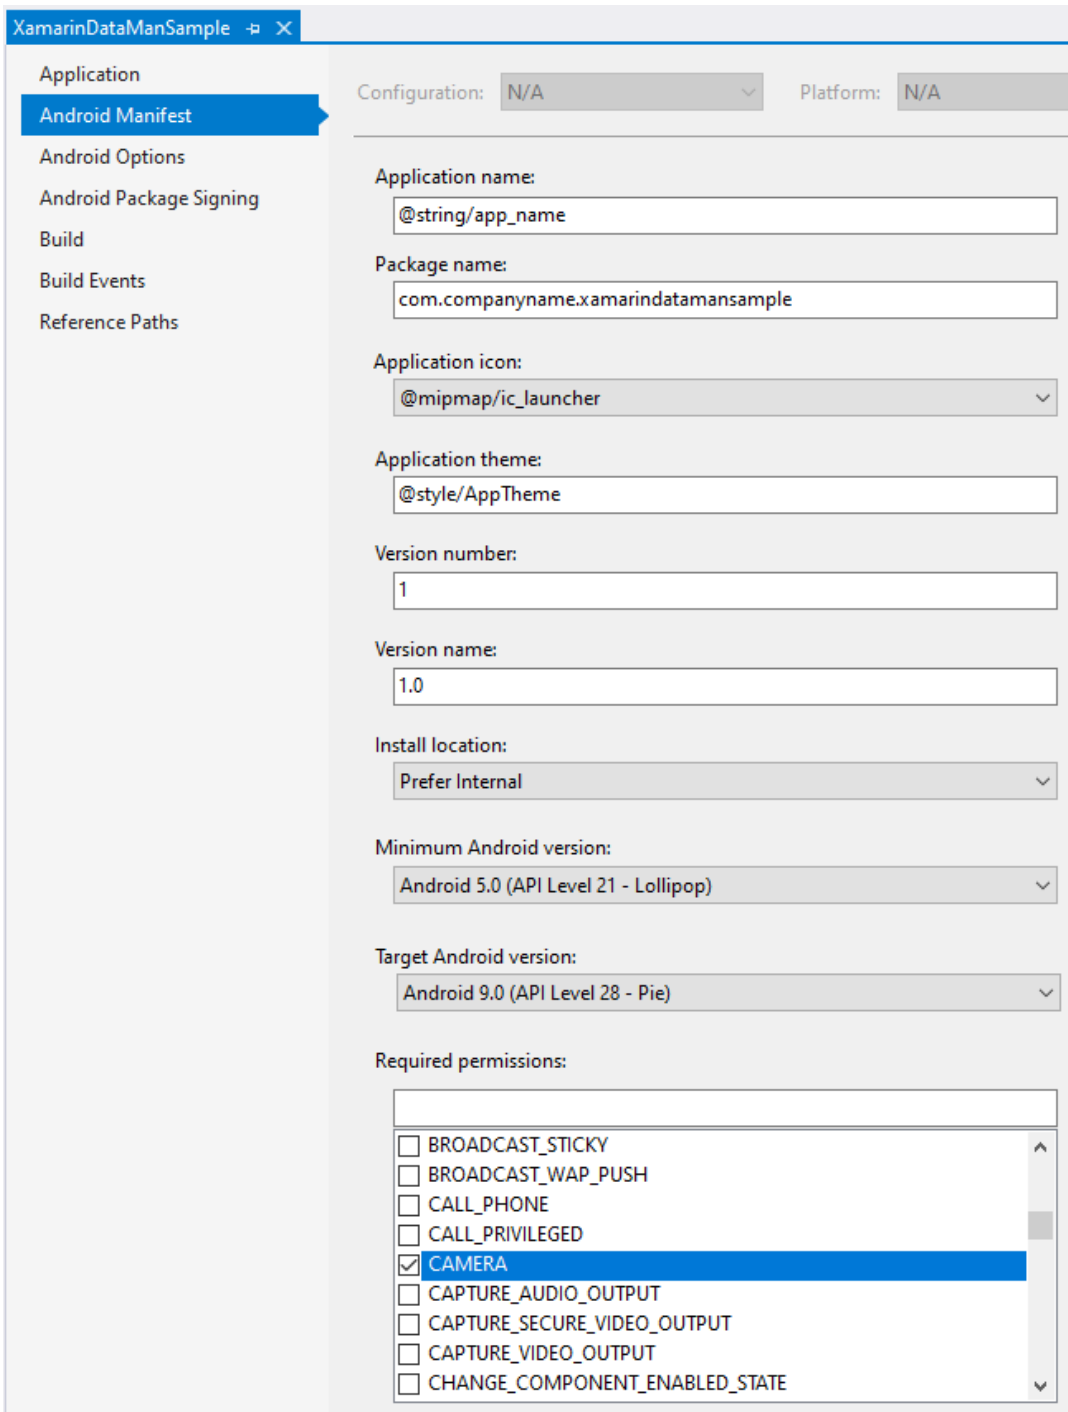 XamarinDataManSample
Application
Android Manifest
Android Options
Android Package Signing
Build
Build Events
Reference Paths
Configuration: N/A Platform: N/A
Application name:
@string/app_name
Package name:
com.companyname.xamarindatamansample
Application icon:
@mipmap/ic_launcher
Application theme:
@style/AppTheme
Version number:
1
Version name:
1.0
Install location:
Prefer Internal
Minimum Android version:
Android 5.0 (API Level 21 - Lollipop)
Target Android version:
Android 9.0 (API Level 28 - Pie)
Required permissions:
BROADCAST_STICKY
BROADCAST_WAP_PUSH
CALL_PHONE
CALL_PRIVILEGED
CAMERA
CAPTURE_AUDIO_OUTPUT
CAPTURE_SECURE_VIDEO_OUTPUT
CAPTURE_VIDEO_OUTPUT
CHANGE_COMPONENT_ENABLED_STATE